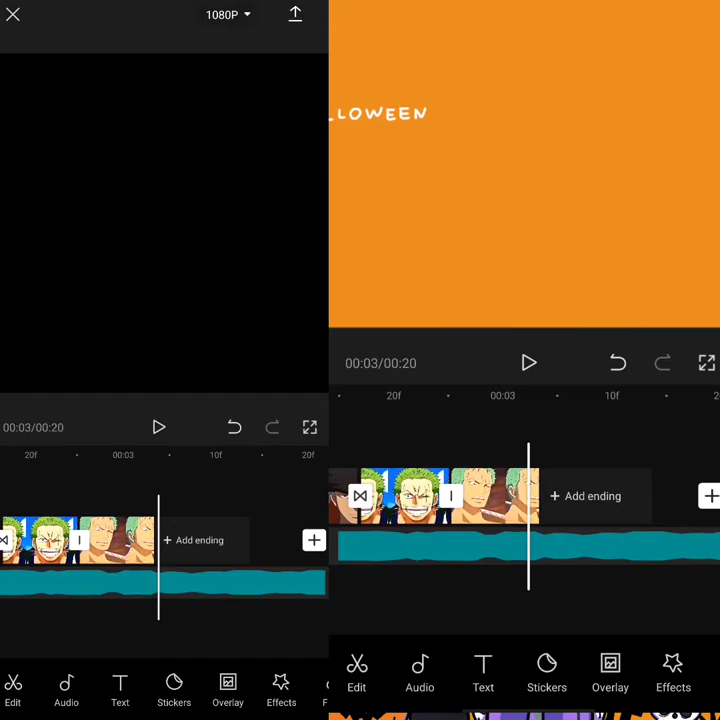 1080P
00:03/00:20
20f
00:03
10f
20f
+ Add ending
Edit
Audio
Text
Stickers
Overlay
Effects
F
LLOWEEN
00:03/00:20
20f
00:03
10f
2
+ Add ending
Edit
Audio
Text
Stickers
Overlay
Effects